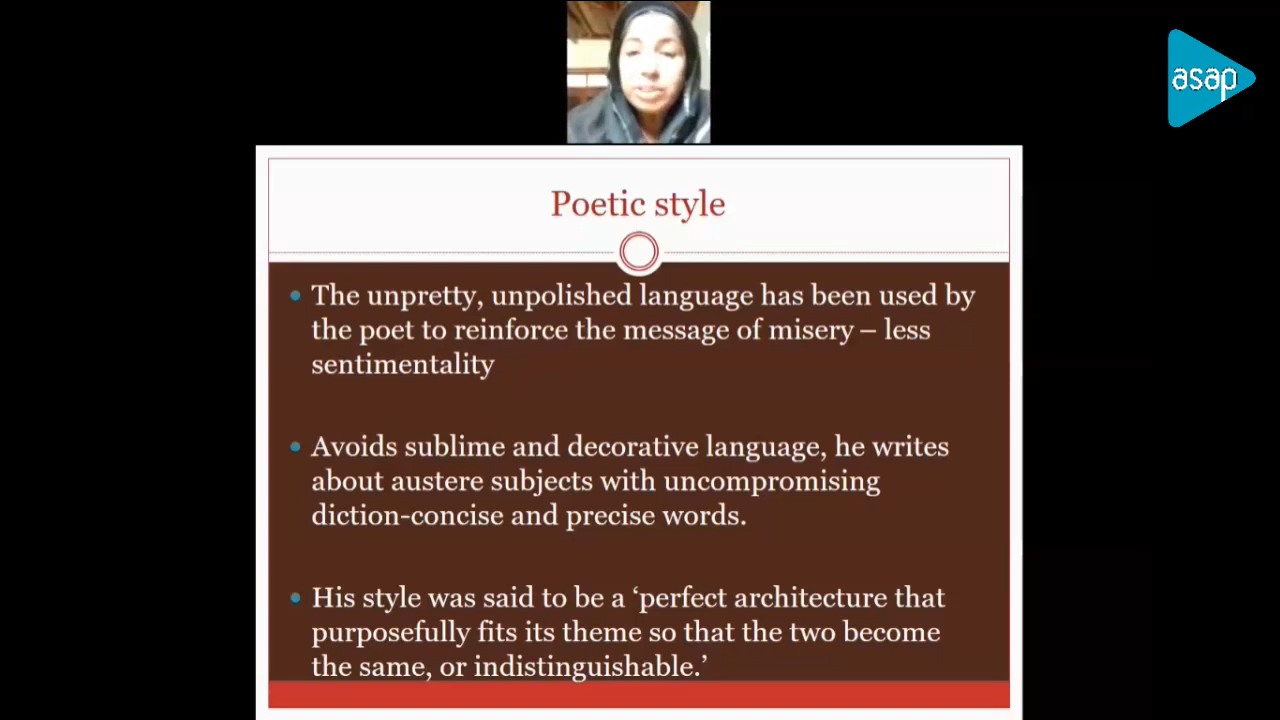 asap
Poetic style
• The unpretty, unpolished language has been used by
the poet to reinforce the message of misery – less
sentimentality
• Avoids sublime and decorative language, he writes
about austere subjects with uncompromising
diction-concise and precise words.
• His style was said to be a ‘perfect architecture that
purposefully fits its theme so that the two become
the same, or indistinguishable.’